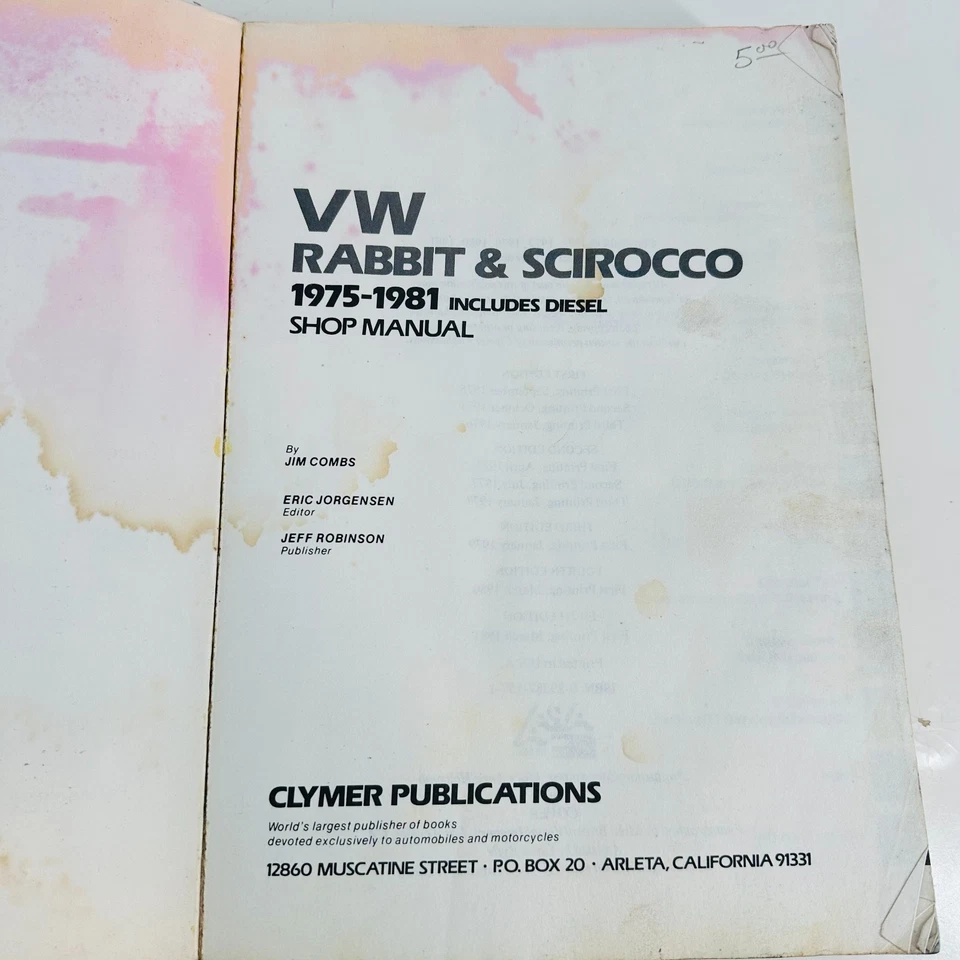 5.00
VW
RABBIT & SCIROCCO
1975-1981 INCLUDES DIESEL
SHOP MANUAL
By
JIM COMBS
ERIC JORGENSEN
Editor
JEFF ROBINSON
Publisher
CLYMER PUBLICATIONS
World's largest publisher of books
devoted exclusively to automobiles and motorcycles
12860 MUSCATINE STREET · P.O. BOX 20 · ARLETA, CALIFORNIA 91331